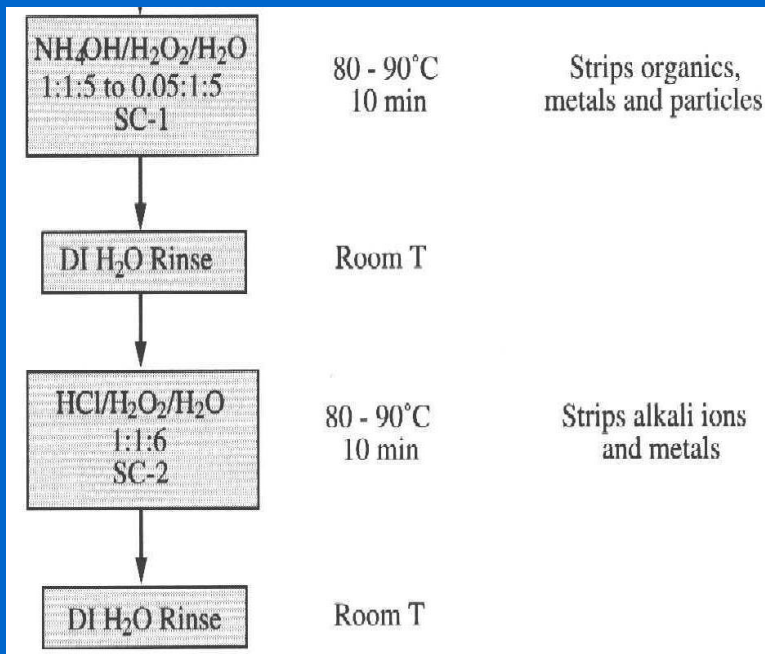 NH₄OH/H₂O₂/H₂O
1:1:5 to 0.05:1:5
SC-1
80 - 90°C
10 min
Strips organics,
metals and particles
DI H₂O Rinse
Room T
HCl/H₂O₂/H₂O
1:1:6
SC-2
80 - 90°C
10 min
Strips alkali ions
and metals
DI H₂O Rinse
Room T